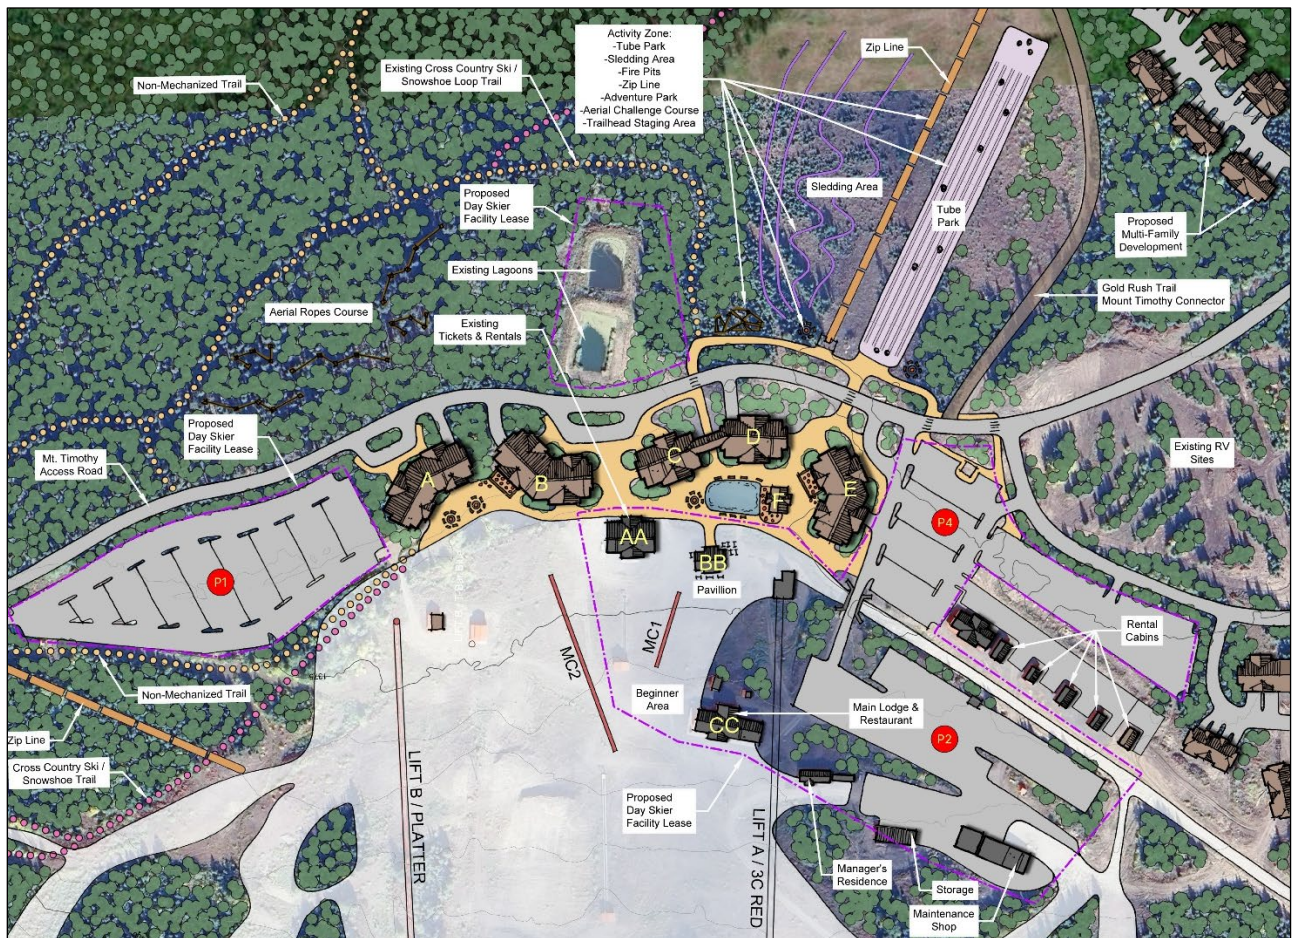 Activity Zone:
-Tube Park
-Sledding Area
-Fire Pits
-Zip Line
-Adventure Park
-Aerial Challenge Course
-Trailhead Staging Area
Zip Line
Non-Mechanized Trail
Existing Cross Country Ski /
Snowshoe Loop Trail
Proposed
Day Skier
Facility Lease
Sledding Area
Tube
Park
Proposed
Multi-Family
Development
Existing Lagoons
Gold Rush Trail
Mount Timothy Connector
Aerial Ropes Course
Existing
Tickets & Rentals
Proposed
Day Skier
Facility Lease
Mt. Timothy
Access Road
Existing RV
Sites
A
B
C
D
E
F
AA
BB
Pavillion
P1
P4
MC1
MC2
Rental
Cabins
1975
Non-Mechanized Trail
Beginner
Area
Main Lodge &
Restaurant
CC
P2
Zip Line
Cross Country Ski /
Snowshoe Trail
LIFT B / PLATTER
Proposed
Day Skier
Facility Lease
LIFT A / 3C RED
Manager's
Residence
Storage
Maintenance
Shop